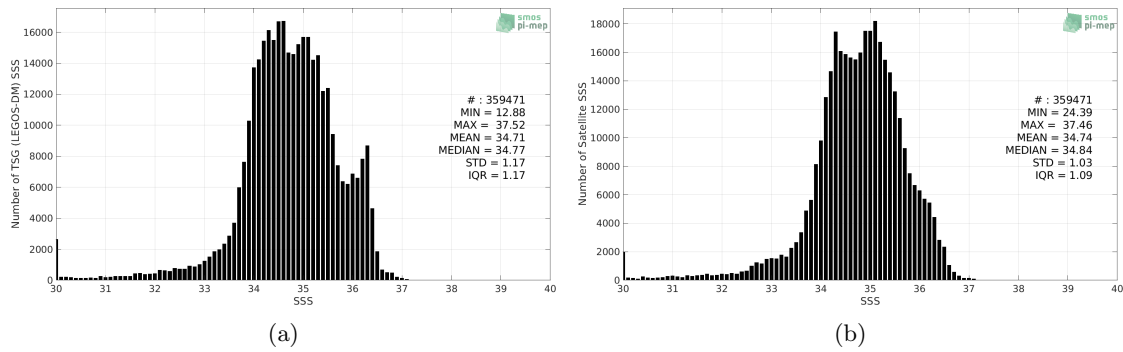 smos
pi-mep
Number of TSG (LEGOS-DM) SSS
16000
14000
12000
10000
8000
6000
4000
2000
0
# : 359471
MIN = 12.88
MAX = 37.52
MEAN = 34.71
MEDIAN = 34.77
STD = 1.17
IQR = 1.17
30 31 32 33 34 35 36 37 38 39 40
SSS
(a)
smos
pi-mep
Number of Satellite SSS
18000
16000
14000
12000
10000
8000
6000
4000
2000
0
# : 359471
MIN = 24.39
MAX = 37.46
MEAN = 34.74
MEDIAN = 34.84
STD = 1.03
IQR = 1.09
30 31 32 33 34 35 36 37 38 39 40
SSS
(b)